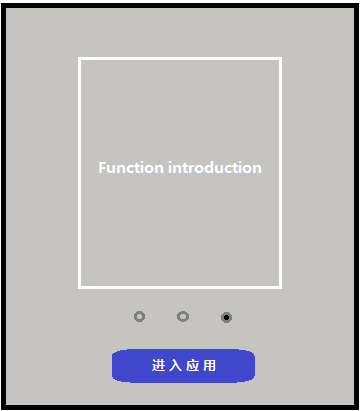 Function introduction
进入应用